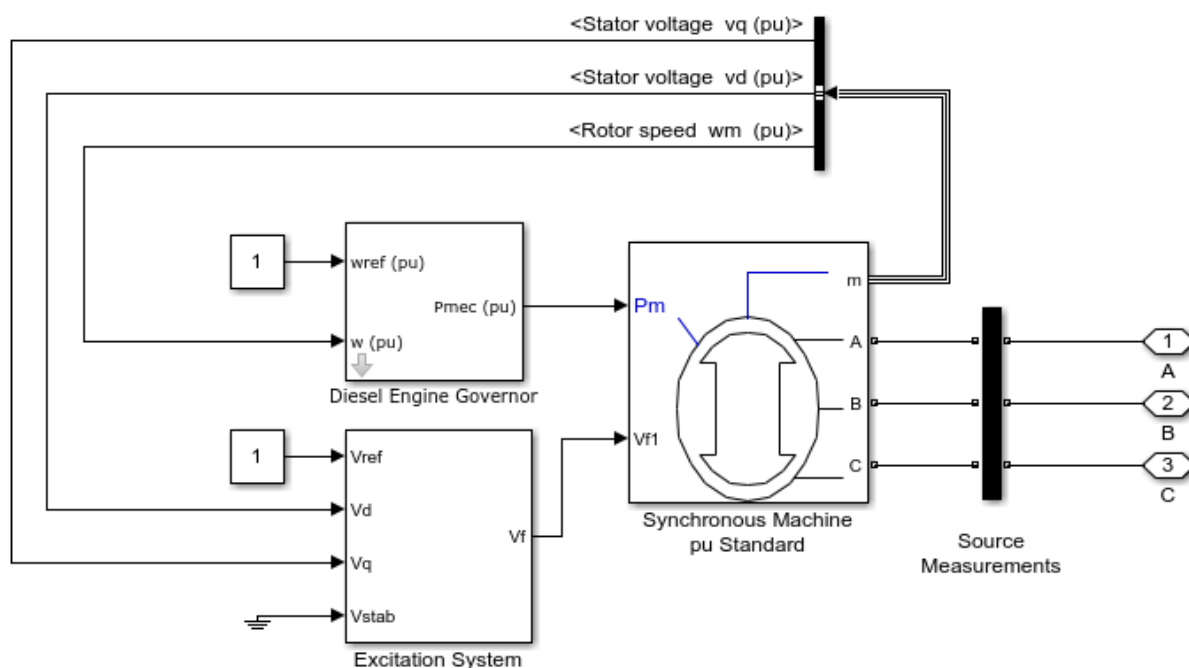 <Stator voltage vq (pu)>
<Stator voltage vd (pu)>
<Rotor speed wm (pu)>
1
wref (pu)
Pmec (pu)
w (pu)
Diesel Engine Governor
1
Vref
Vd
Vf
Vq
Vstab
Excitation System
m
Pm
A
B
Vf1
C
Synchronous Machine
pu Standard
Source
Measurements
1
A
2
B
3
C